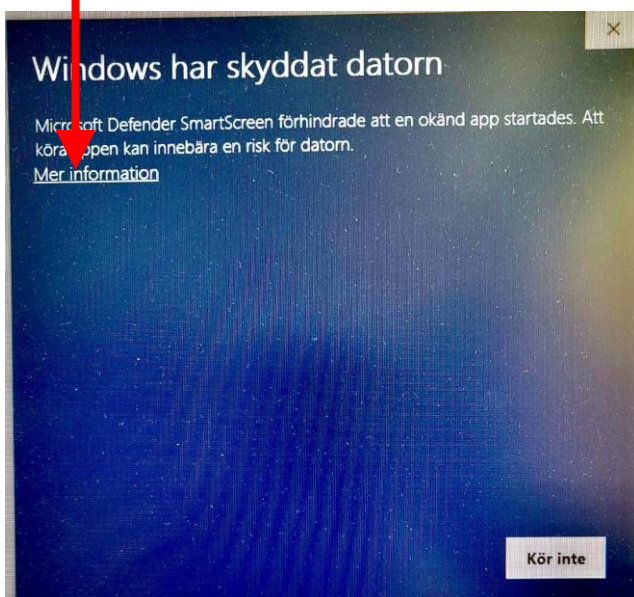 Windows har skyddat datorn
Microsoft Defender SmartScreen förhindrade att en okänd app startades. Att
köra appen kan innebära en risk för datorn.
Mer information
Kör inte